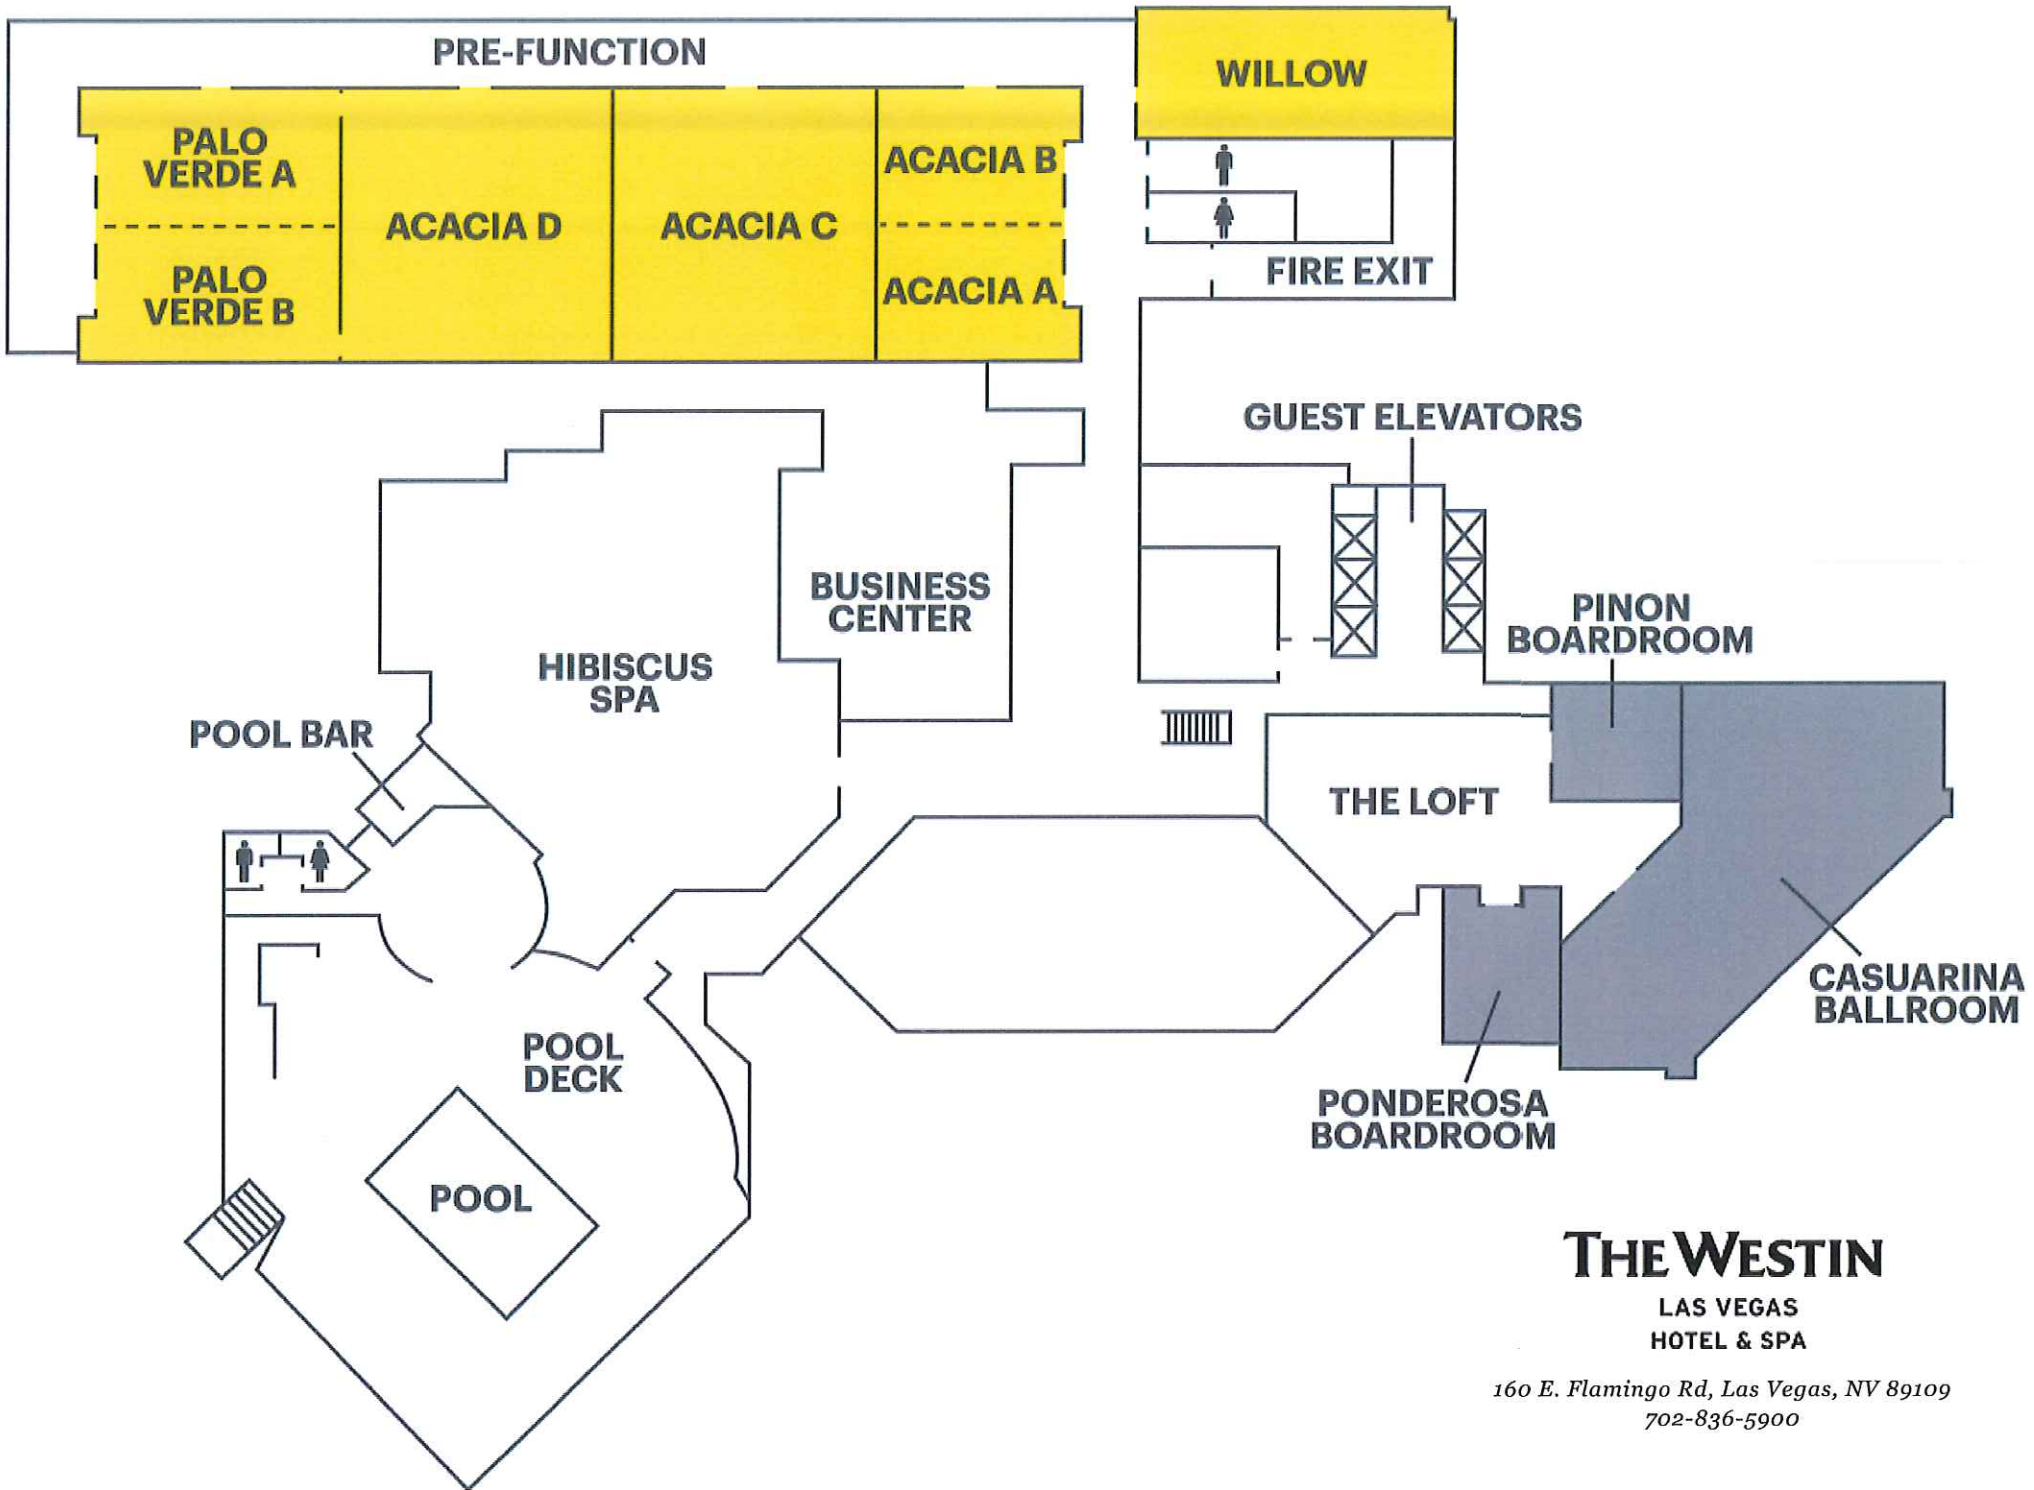 PRE-FUNCTION
WILLOW
PALO
VERDE A
ACACIA D
ACACIA C
ACACIA B
PALO
VERDE B
ACACIA A
FIRE EXIT
GUEST ELEVATORS
BUSINESS
CENTER
PINON
BOARDROOM
HIBISCUS
SPA
POOL BAR
THE LOFT
CASUARINA
BALLROOM
POOL
DECK
PONDEROSA
BOARDROOM
POOL
THE WESTIN
LAS VEGAS
HOTEL & SPA
160 E. Flamingo Rd, Las Vegas, NV 89109
702-836-5900